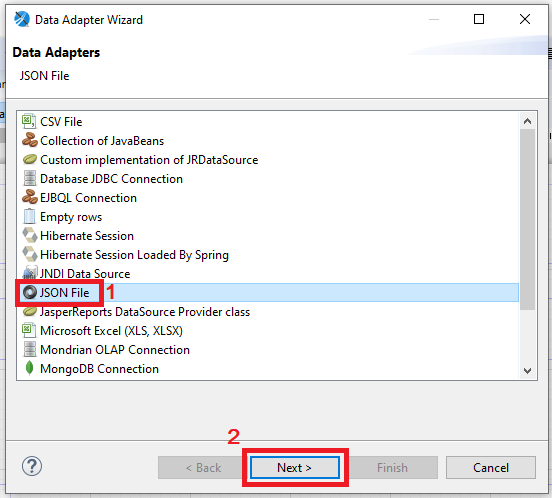 Data Adapter Wizard
Data Adapters
JSON File
CSV File
Collection of JavaBeans
Custom implementation of JRDataSource
Database JDBC Connection
EJBQL Connection
Empty rows
Hibernate Session
Hibernate Session Loaded By Spring
JNDI Data Source
JSON File 1
JasperReports DataSource Provider class
Microsoft Excel (XLS, XLSX)
Mondrian OLAP Connection
MongoDB Connection
2
? < Back Next > Finish Cancel